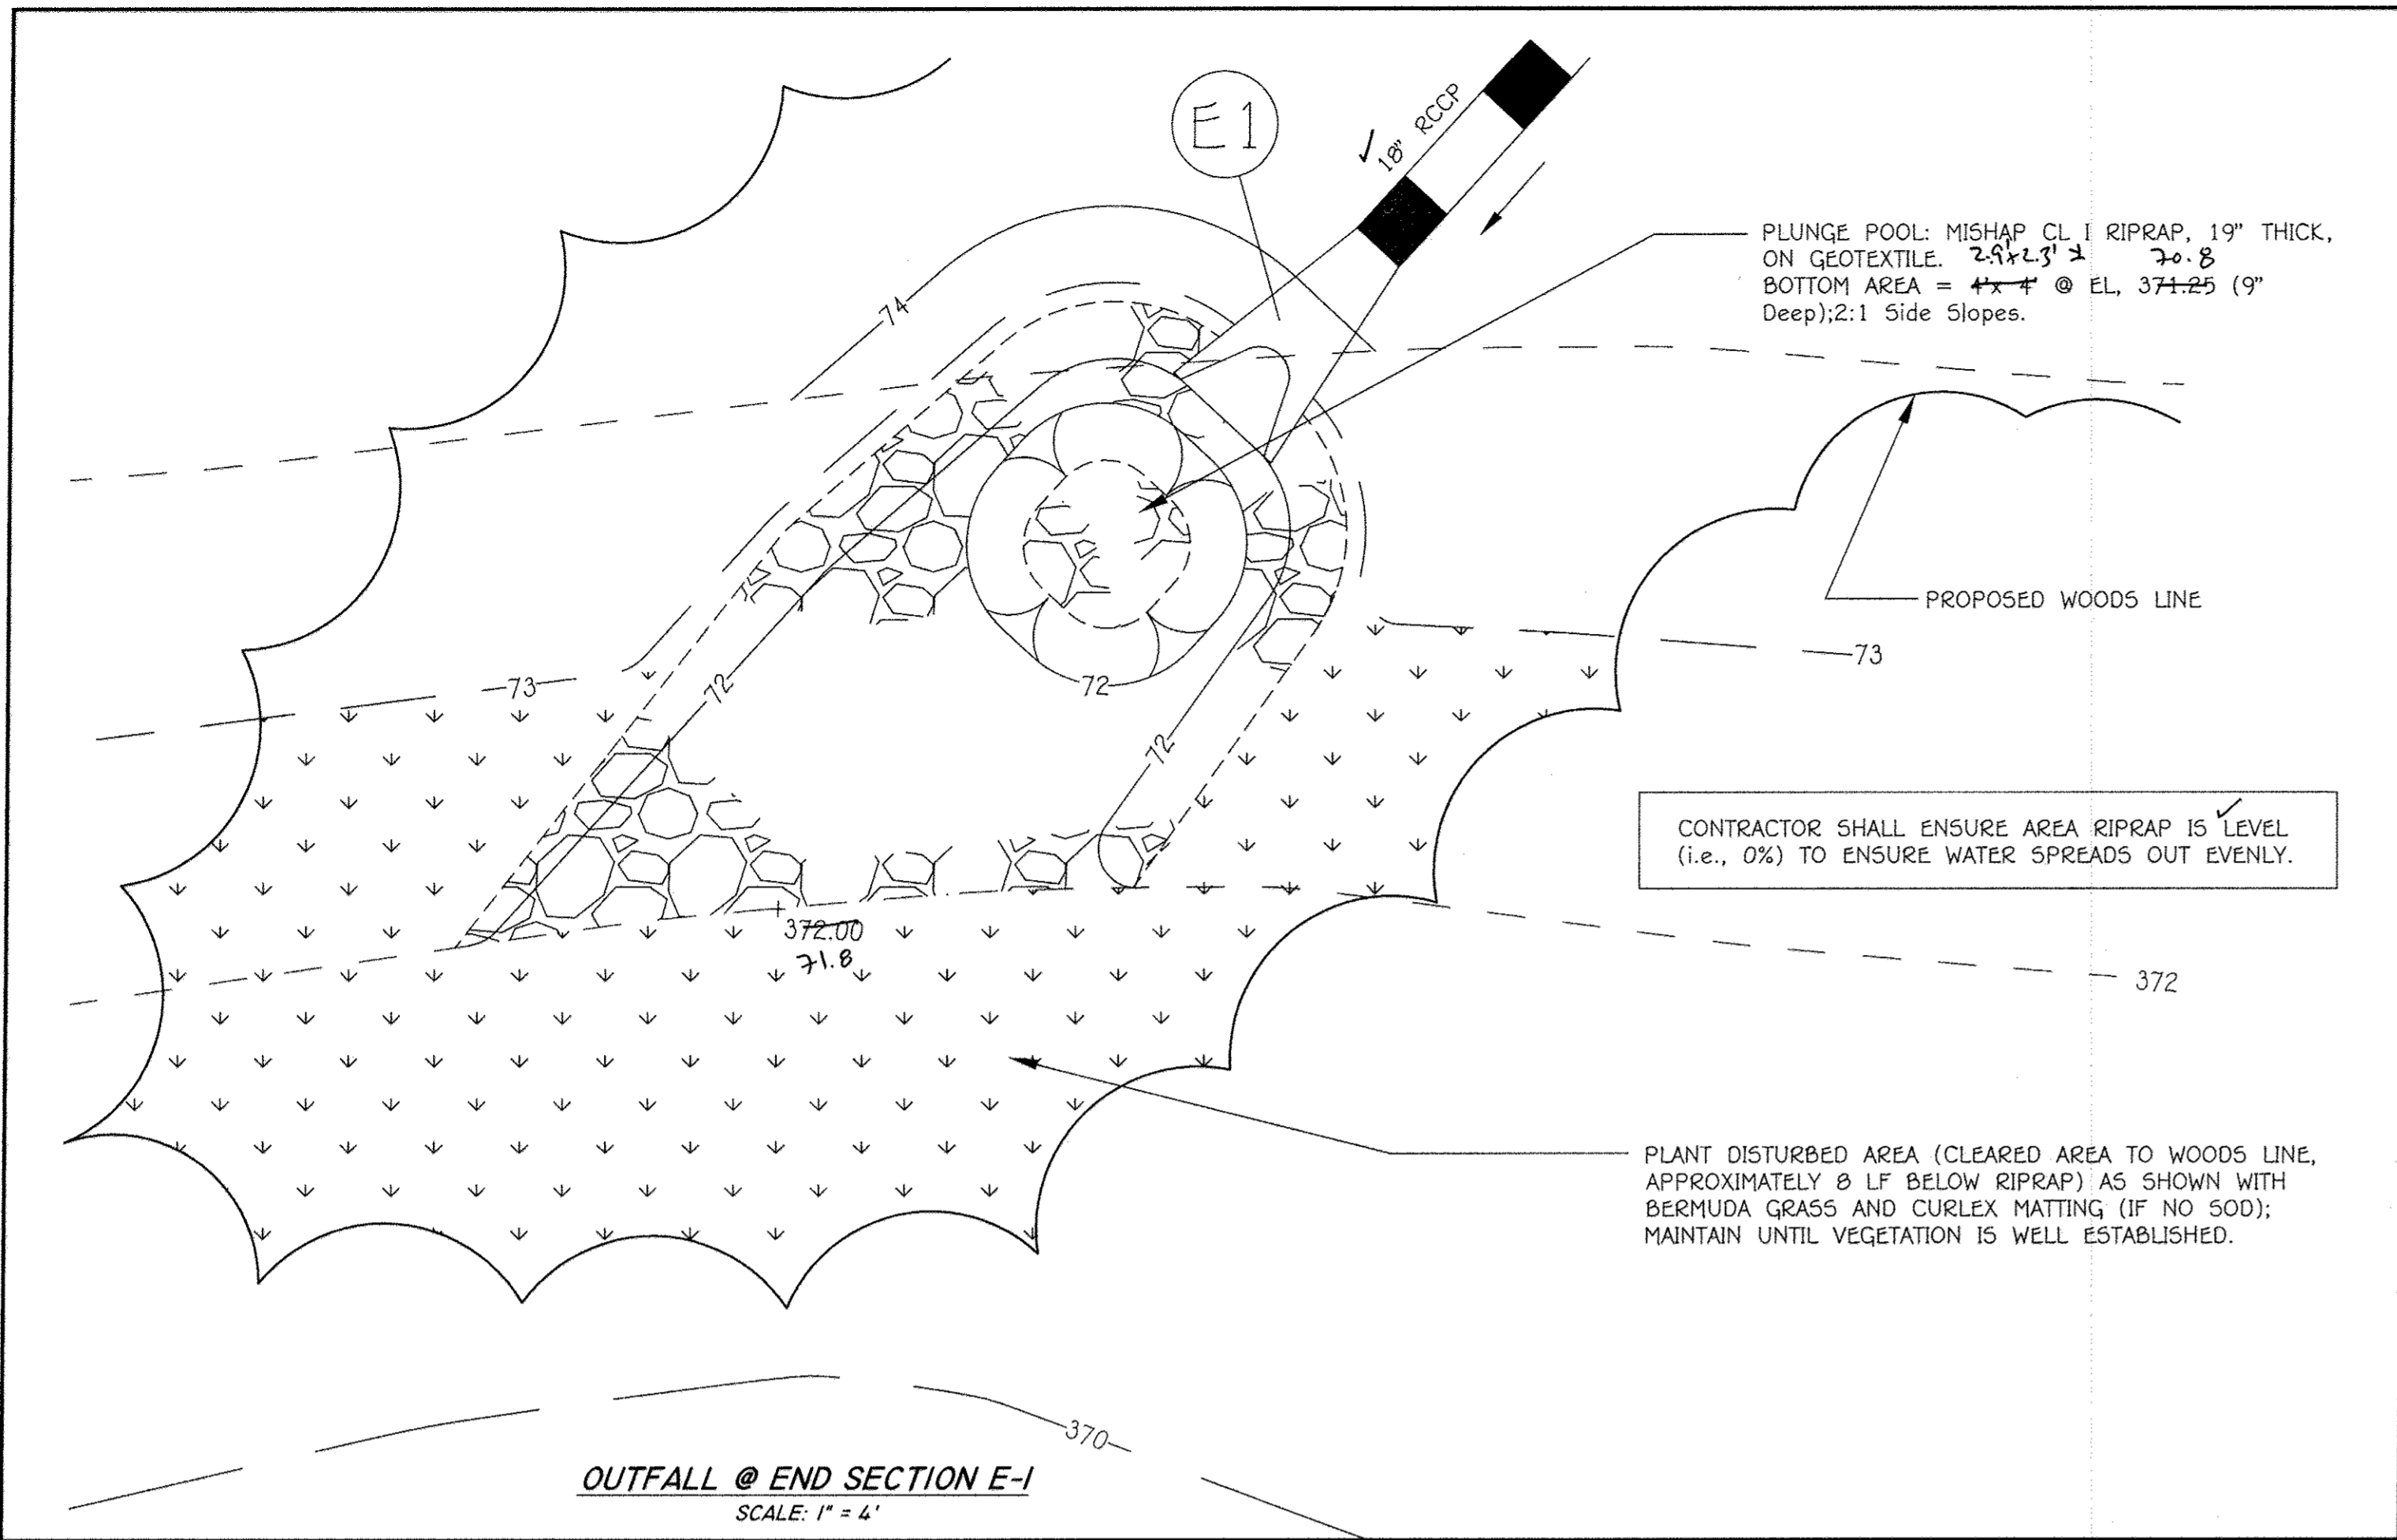 E1
✓
18" RCCP
PLUNGE POOL: MISHAP CL I RIPRAP, 19" THICK,
ON GEOTEXTILE. 2.9'x2.3' ± 70.8
BOTTOM AREA = 4'x 4' @ EL, 371.25 (9"
Deep);2:1 Side Slopes.
74
PROPOSED WOODS LINE
73
73
72
72
72
✓
CONTRACTOR SHALL ENSURE AREA RIPRAP IS LEVEL
(i.e., 0%) TO ENSURE WATER SPREADS OUT EVENLY.
372.00
71.8
372
PLANT DISTURBED AREA (CLEARED AREA TO WOODS LINE,
APPROXIMATELY 8 LF BELOW RIPRAP) AS SHOWN WITH
BERMUDA GRASS AND CURLEX MATTING (IF NO SOD);
MAINTAIN UNTIL VEGETATION IS WELL ESTABLISHED.
370
OUTFALL @ END SECTION E-1
SCALE: 1" = 4'